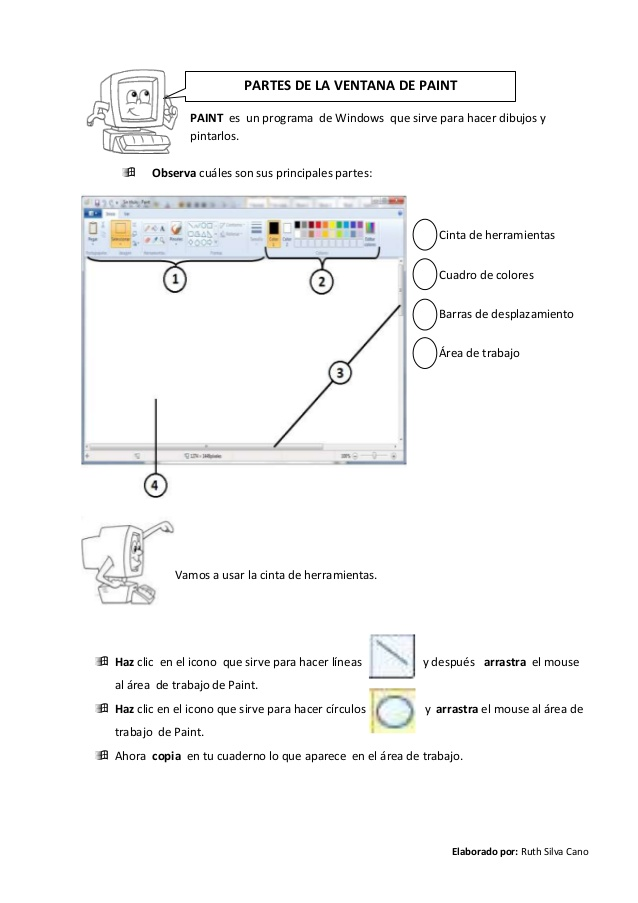 PARTES DE LA VENTANA DE PAINT
PAINT es un programa de Windows que sirve para hacer dibujos y
pintarlos.
Observa cuáles son sus principales partes:
Cinta de herramientas
Cuadro de colores
Barras de desplazamiento
Área de trabajo
1
2
3
4
Vamos a usar la cinta de herramientas.
Haz clic en el icono que sirve para hacer líneas y después arrastra el mouse
al área de trabajo de Paint.
Haz clic en el icono que sirve para hacer círculos y arrastra el mouse al área de
trabajo de Paint.
Ahora copia en tu cuaderno lo que aparece en el área de trabajo.
Elaborado por: Ruth Silva Cano